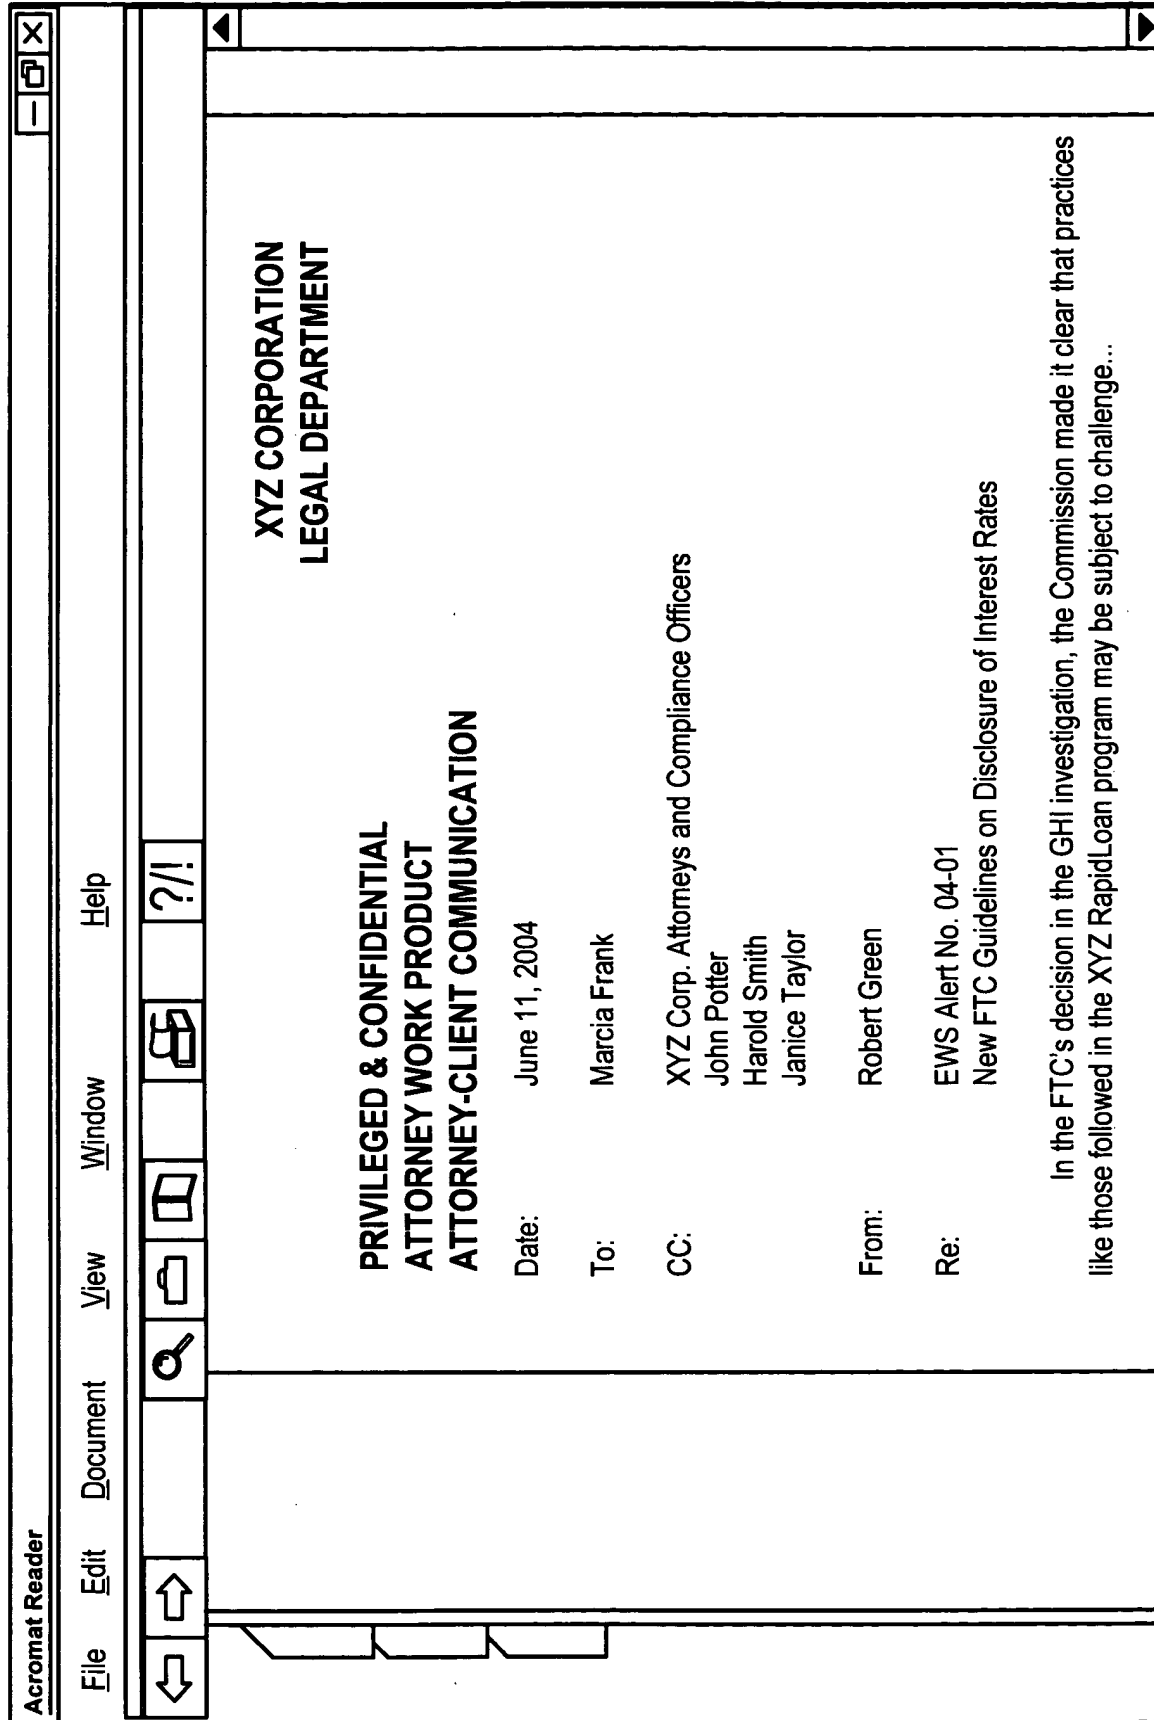 Acromat Reader
File Edit Document View Window Help
?/!
XYZ CORPORATION
LEGAL DEPARTMENT
PRIVILEGED & CONFIDENTIAL
ATTORNEY WORK PRODUCT
ATTORNEY-CLIENT COMMUNICATION
Date: June 11, 2004
To: Marcia Frank
CC: XYZ Corp. Attorneys and Compliance Officers
John Potter
Harold Smith
Janice Taylor
From: Robert Green
Re: EWS Alert No. 04-01
New FTC Guidelines on Disclosure of Interest Rates
In the FTC's decision in the GHI investigation, the Commission made it clear that practices
like those followed in the XYZ RapidLoan program may be subject to challenge...